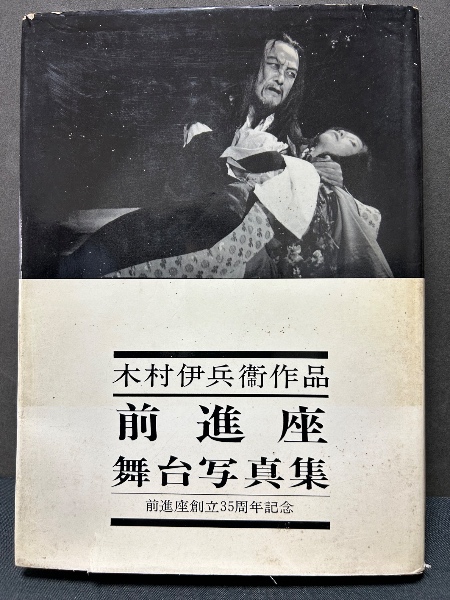 木村伊兵衞作品
前進座
舞台写真集
前進座創立35周年記念